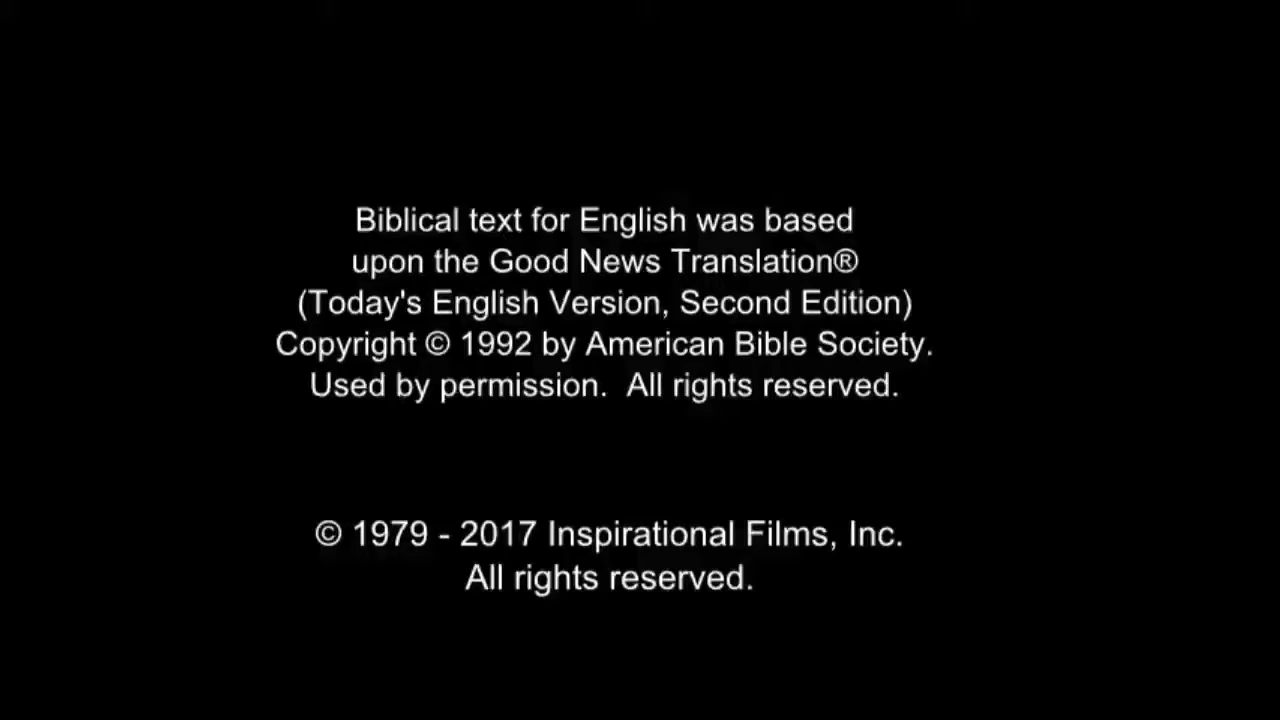 Biblical text for English was based
upon the Good News Translation®
(Today's English Version, Second Edition)
Copyright © 1992 by American Bible Society.
Used by permission.  All rights reserved.
© 1979 - 2017 Inspirational Films, Inc.
All rights reserved.